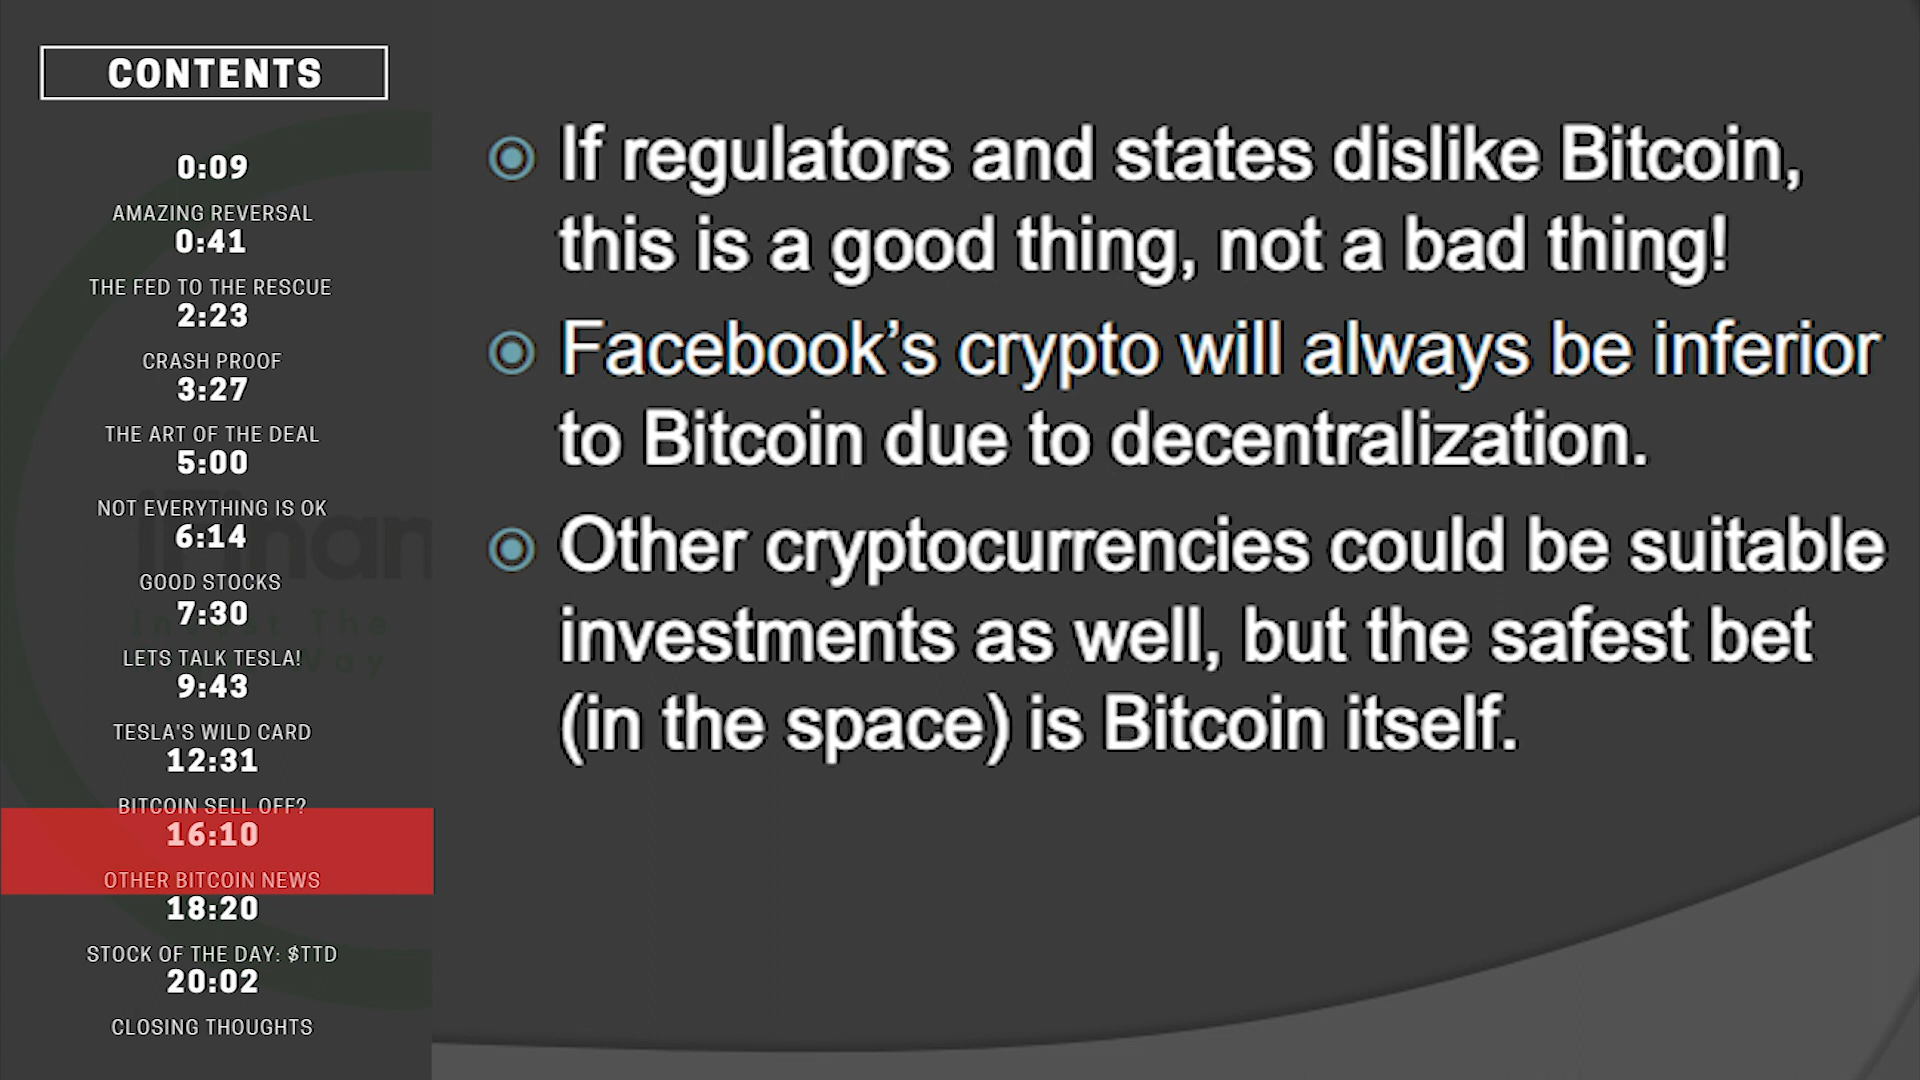 CONTENTS
0:09
AMAZING REVERSAL
0:41
THE FED TO THE RESCUE
2:23
CRASH PROOF
3:27
THE ART OF THE DEAL
5:00
NOT EVERYTHING IS OK
6:14
GOOD STOCKS
7:30
LETS TALK TESLA!
9:43
TESLA'S WILD CARD
12:31
BITCOIN SELL OFF?
16:10
OTHER BITCOIN NEWS
18:20
STOCK OF THE DAY: $TTD
20:02
CLOSING THOUGHTS
If regulators and states dislike Bitcoin,
this is a good thing, not a bad thing!
Facebook’s crypto will always be inferior
to Bitcoin due to decentralization.
Other cryptocurrencies could be suitable
investments as well, but the safest bet
(in the space) is Bitcoin itself.